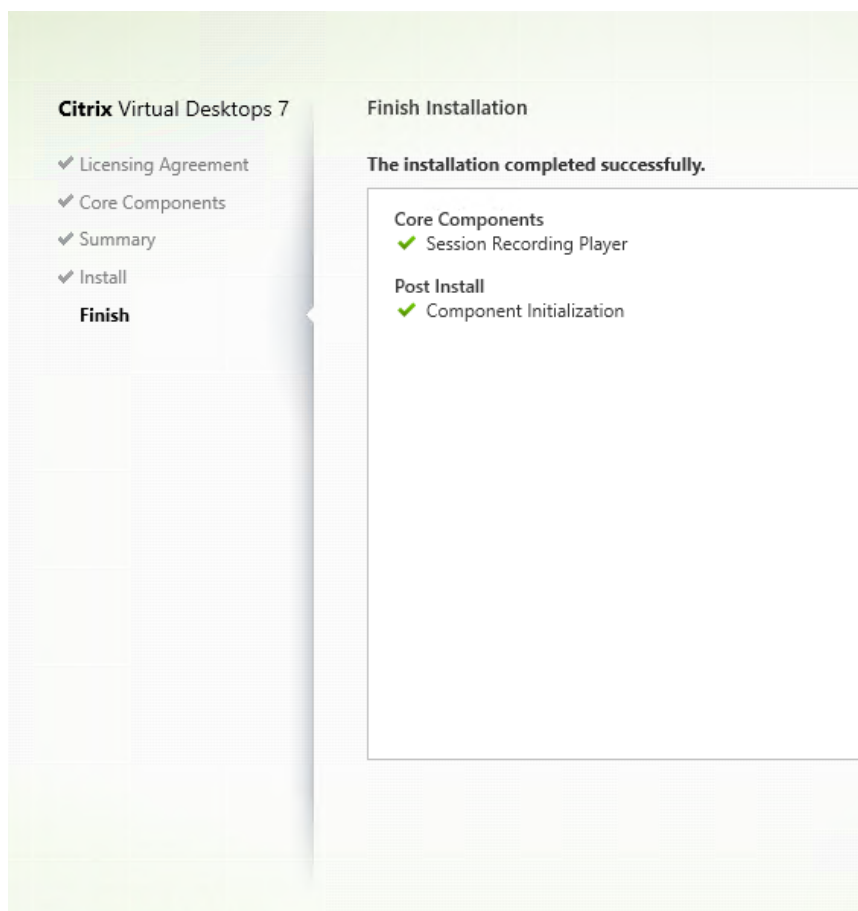 Citrix Virtual Desktops 7
Licensing Agreement
Core Components
Summary
Install
Finish
Finish Installation
The installation completed successfully.
Core Components
Session Recording Player
Post Install
Component Initialization